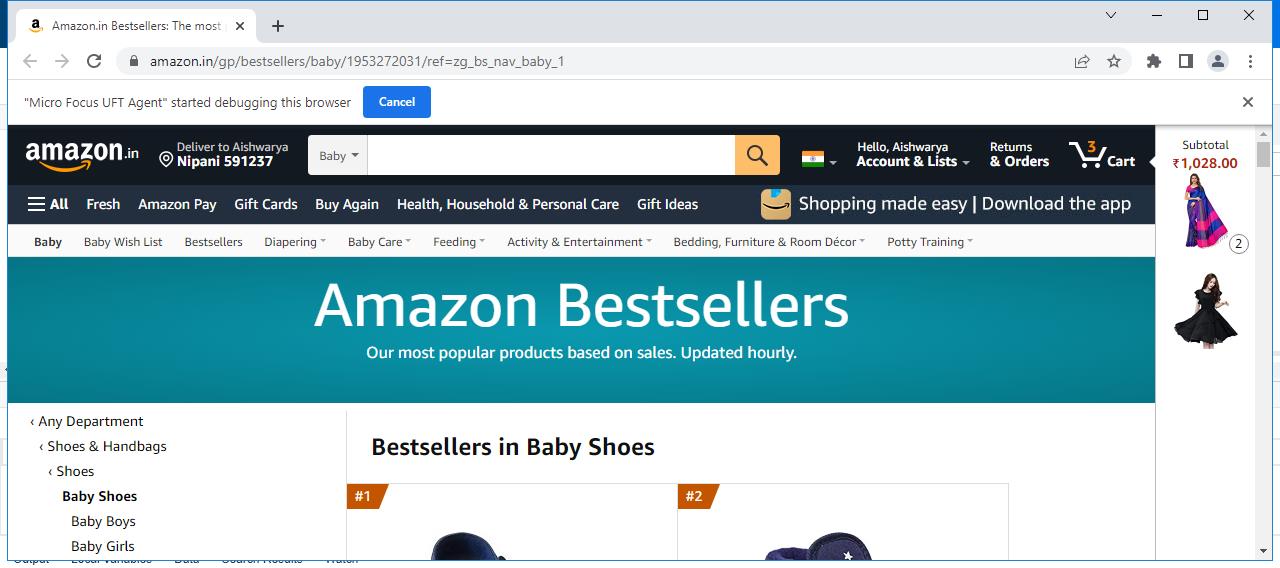 Amazon.in Bestsellers: The most
amazon.in/gp/bestsellers/baby/1953272031/ref=zg_bs_nav_baby_1
"Micro Focus UFT Agent" started debugging this browser
Cancel
amazon.in
Deliver to Aishwarya
Nipani 591237
Baby
Hello, Aishwarya
Account & Lists
Returns
& Orders
3
Cart
Subtotal
₹1,028.00
2
All Fresh Amazon Pay Gift Cards Buy Again Health, Household & Personal Care Gift Ideas
Shopping made easy | Download the app
Baby Baby Wish List Bestsellers Diapering Baby Care Feeding Activity & Entertainment Bedding, Furniture & Room Décor Potty Training
Amazon Bestsellers
Our most popular products based on sales. Updated hourly.
‹ Any Department
‹ Shoes & Handbags
‹ Shoes
Baby Shoes
Baby Boys
Baby Girls
Bestsellers in Baby Shoes
#1
#2